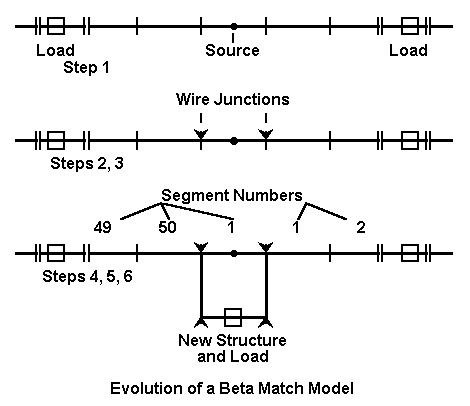 Load Source Load
Step 1
Wire Junctions
Steps 2, 3
Segment Numbers
49 50 1 1 2
Steps 4, 5, 6
New Structure
and Load
Evolution of a Beta Match Model